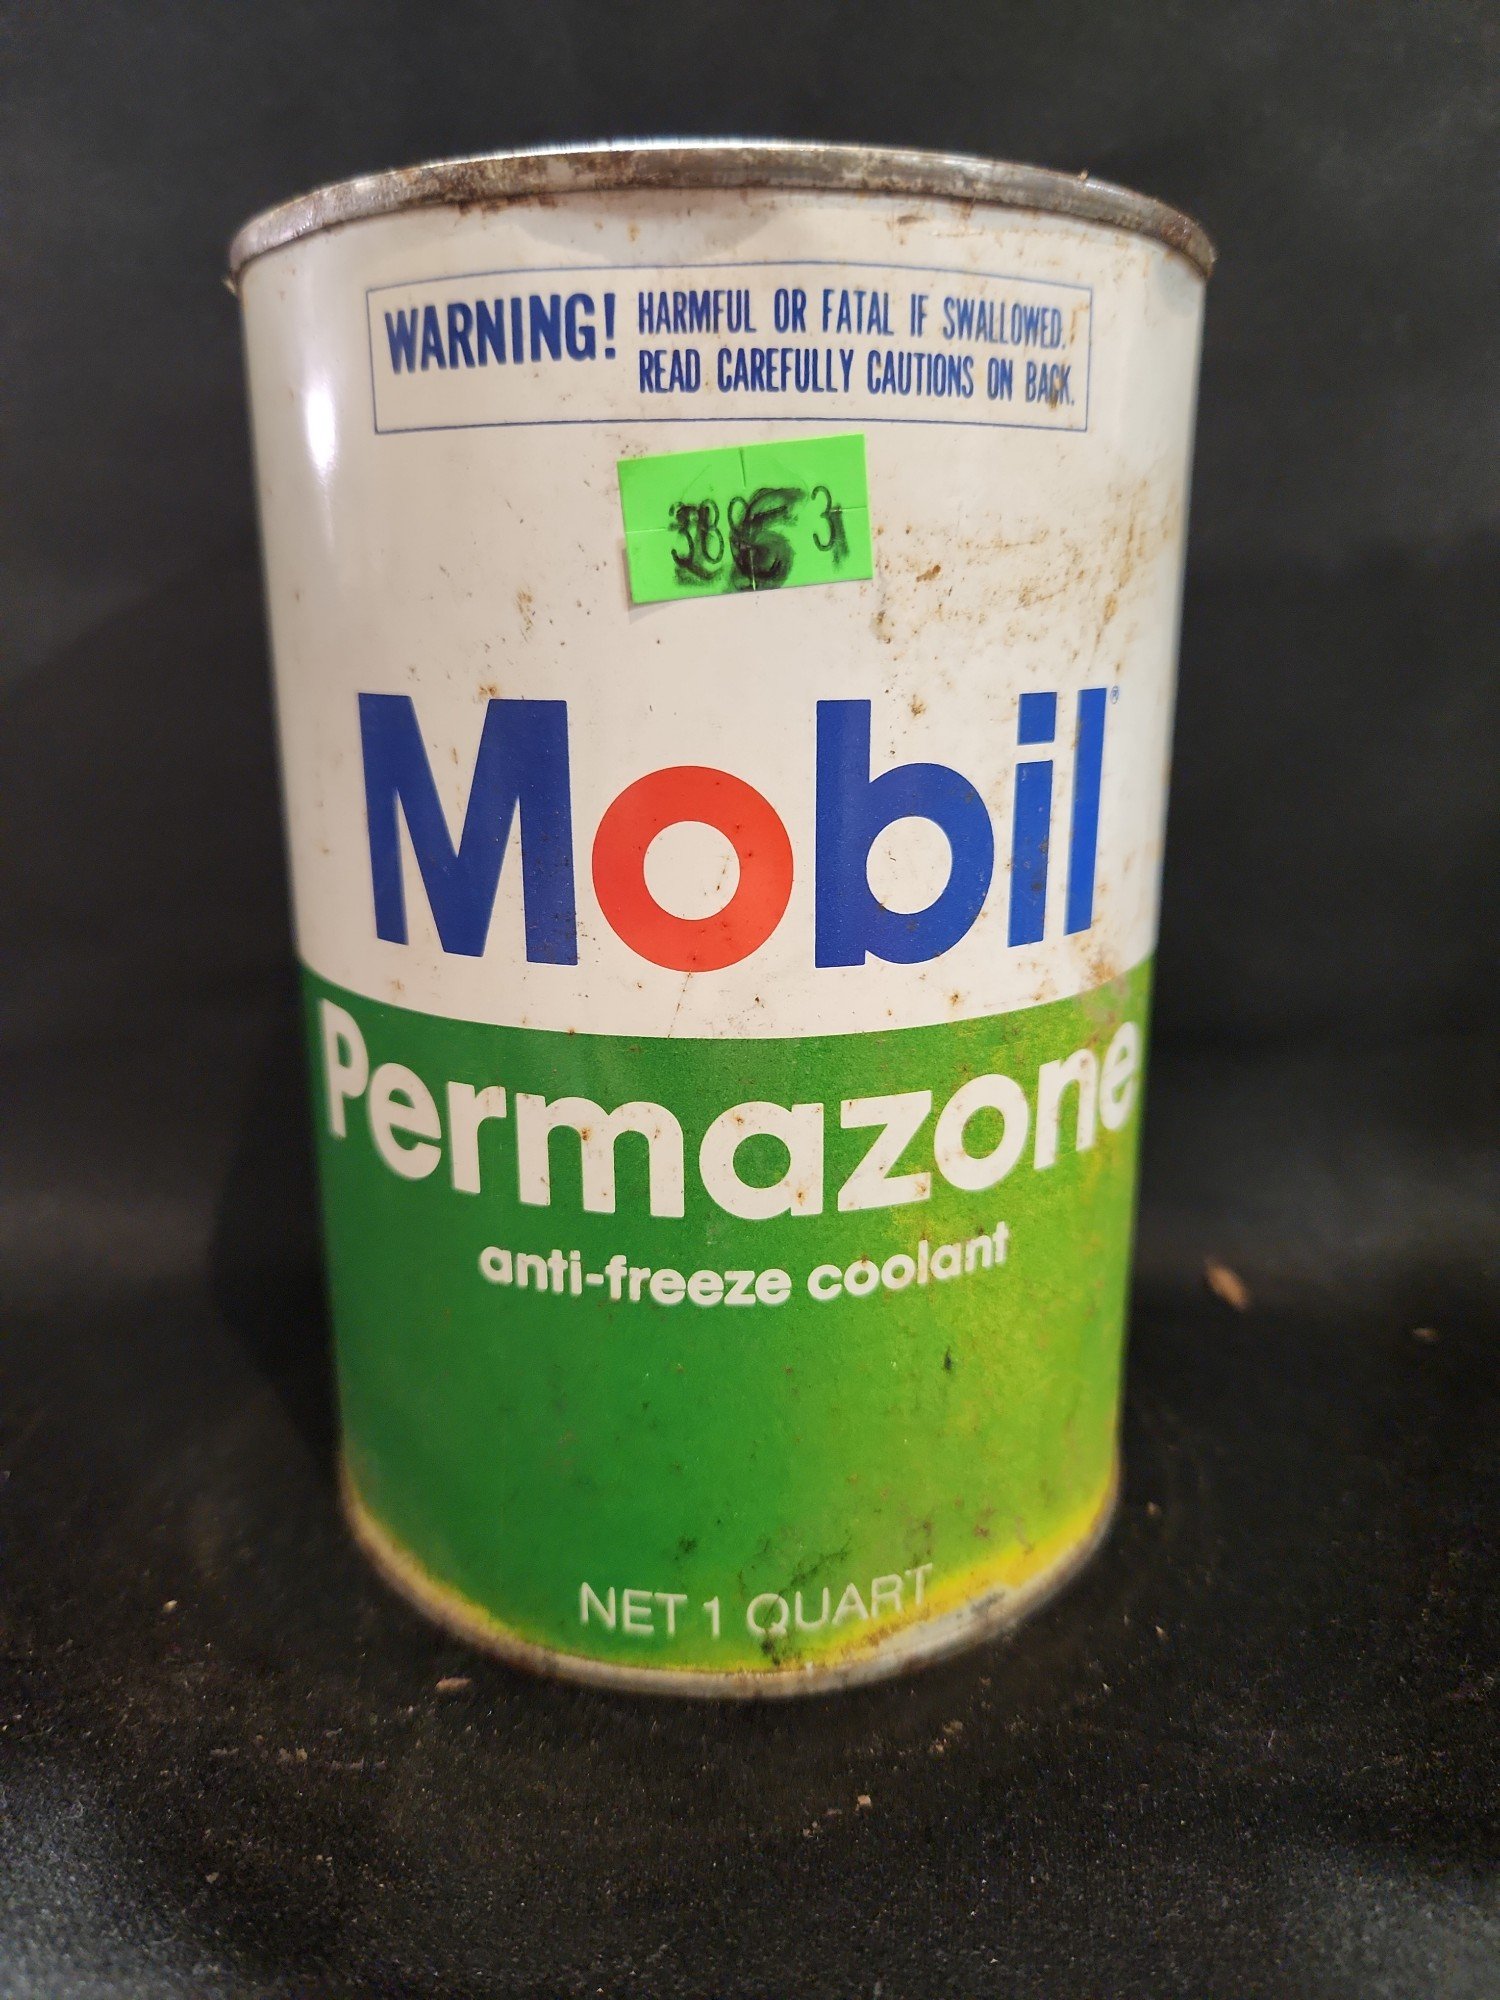 WARNING! HARMFUL OR FATAL IF SWALLOWED.
READ CAREFULLY CAUTIONS ON BACK.
Mobil®
Permazone
anti-freeze coolant
NET 1 QUART